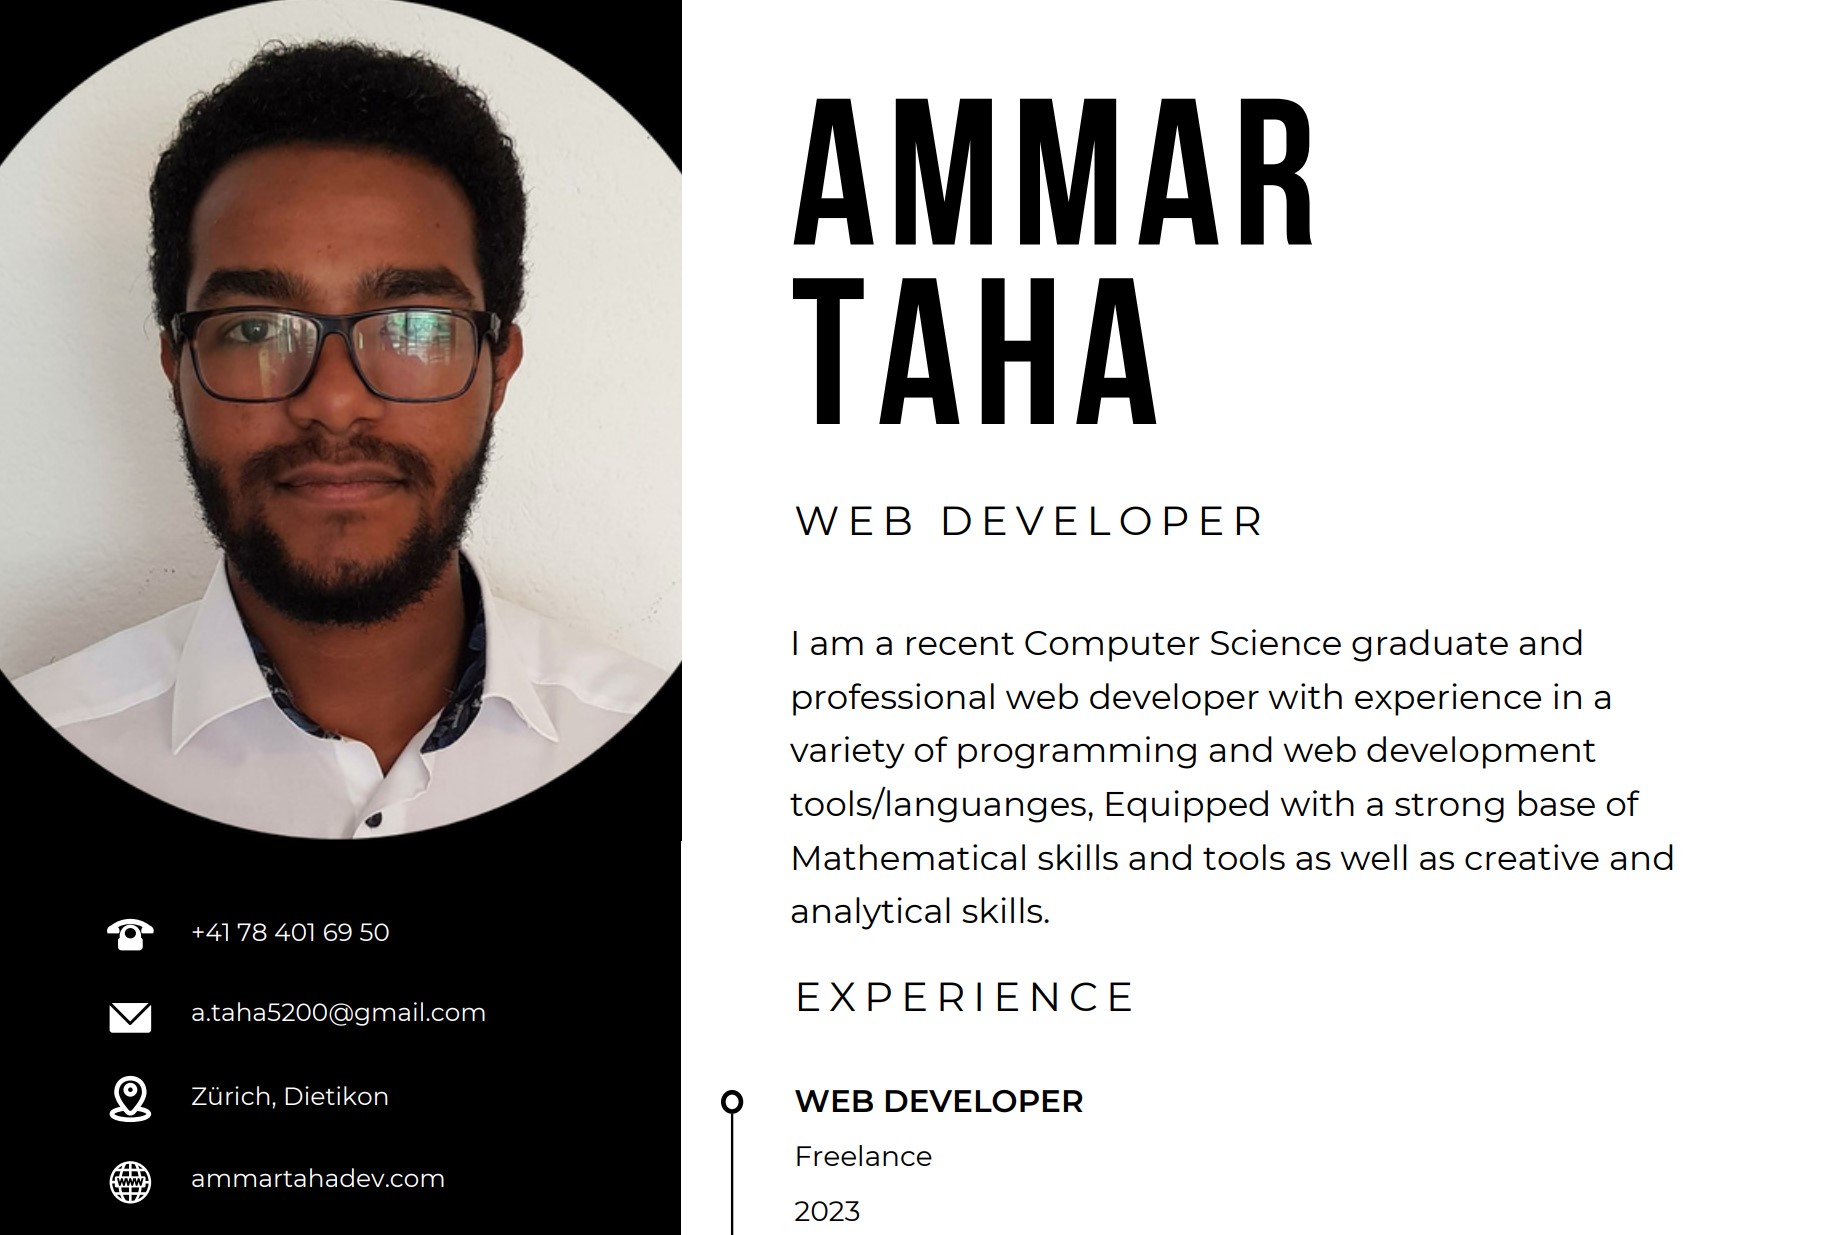 AMMAR
TAHA
WEB DEVELOPER
I am a recent Computer Science graduate and
professional web developer with experience in a
variety of programming and web development
tools/languanges, Equipped with a strong base of
Mathematical skills and tools as well as creative and
analytical skills.
EXPERIENCE
WEB DEVELOPER
Freelance
2023
+41 78 401 69 50
a.taha5200@gmail.com
Zürich, Dietikon
www
ammartahadev.com